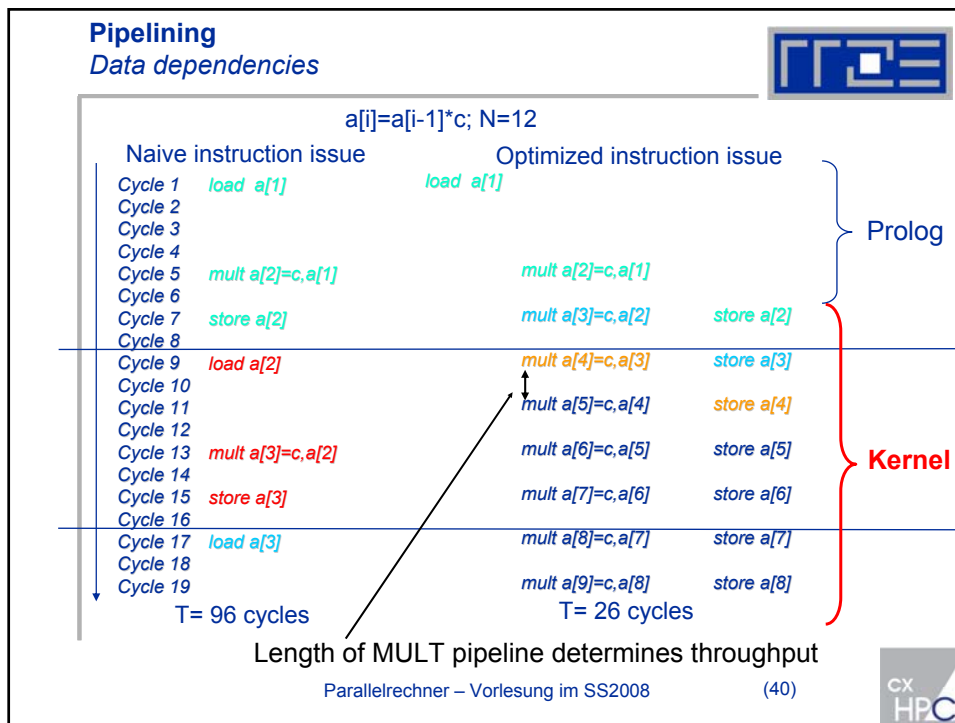 Pipelining
Data dependencies
a[i]=a[i-1]*c; N=12
Naive instruction issue Optimized instruction issue
Cycle 1 load a[1] load a[1]
Cycle 2
Cycle 3
Prolog
Cycle 4
Cycle 5 mult a[2]=c,a[1] mult a[2]=c,a[1]
Cycle 6
Cycle 7 store a[2] mult a[3]=c,a[2] store a[2]
Cycle 8
Cycle 9 load a[2] mult a[4]=c,a[3] store a[3]
Cycle 10
Cycle 11 mult a[5]=c,a[4] store a[4]
Cycle 12
Cycle 13 mult a[3]=c,a[2] mult a[6]=c,a[5] store a[5]
Kernel
Cycle 14
Cycle 15 store a[3] mult a[7]=c,a[6] store a[6]
Cycle 16
Cycle 17 load a[3] mult a[8]=c,a[7] store a[7]
Cycle 18
Cycle 19 mult a[9]=c,a[8] store a[8]
T= 96 cycles T= 26 cycles
Length of MULT pipeline determines throughput
Parallelrechner – Vorlesung im SS2008 (40)
CX
HPC